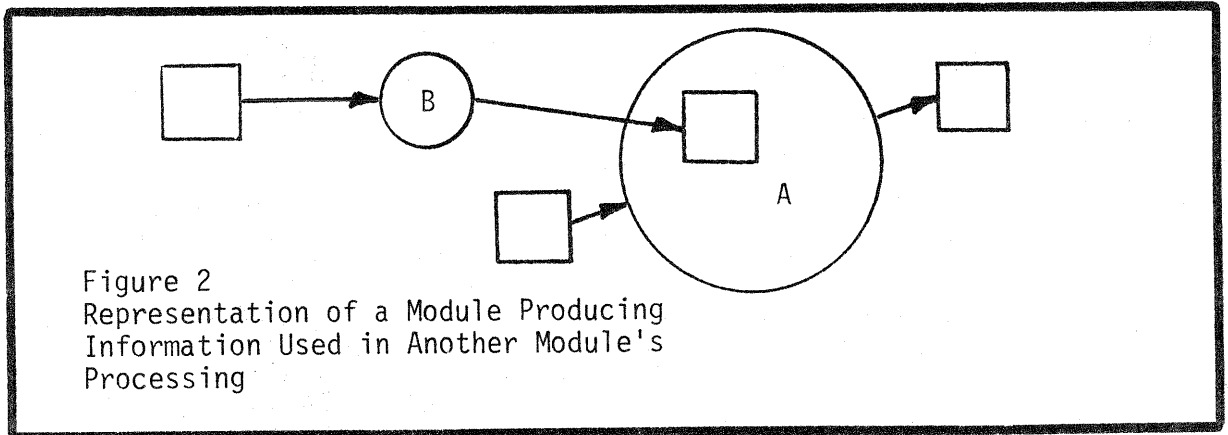 B
A
Figure 2
Representation of a Module Producing
Information Used in Another Module's
Processing